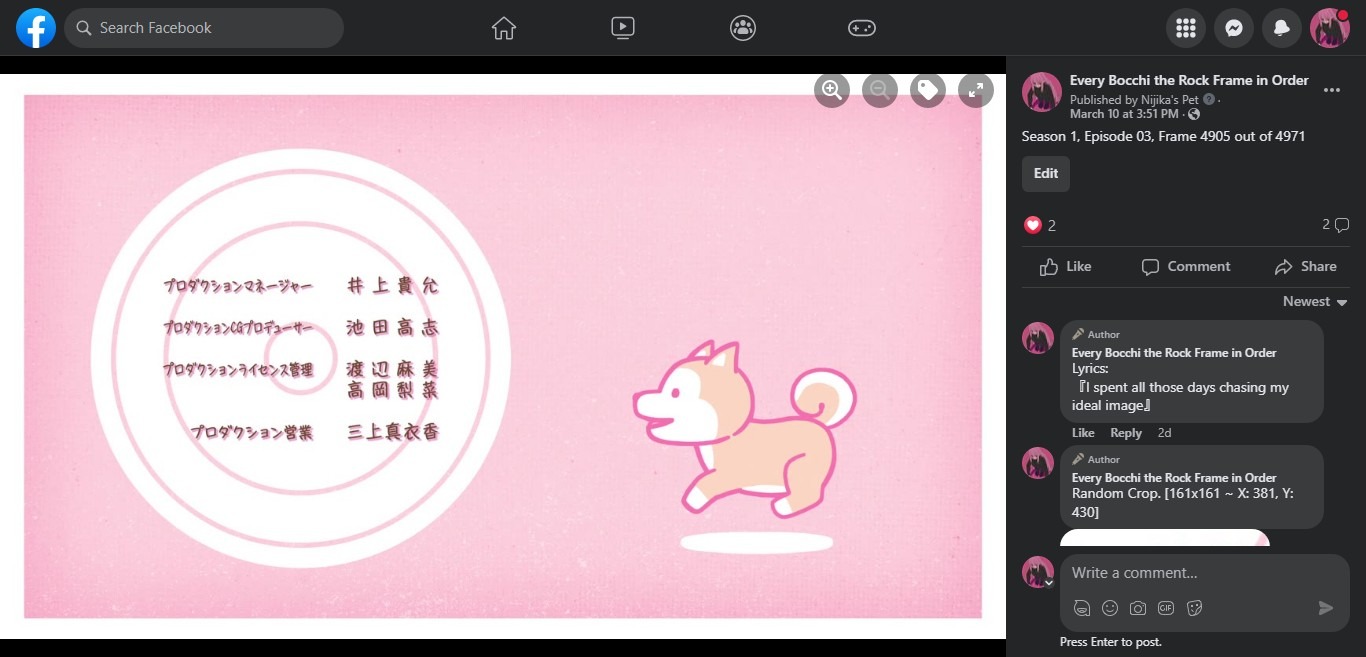 Search Facebook
プロダクションマネージャー 井上貴允
プロダクションCGプロデューサー 池田高志
プロダクションライセンス管理 渡辺麻美
高岡梨菜
プロダクション営業 三上真衣香
Every Bocchi the Rock Frame in Order
Published by Nijika's Pet ·
March 10 at 3:51 PM ·
Season 1, Episode 03, Frame 4905 out of 4971
Edit
2
2
Like Comment Share
Newest
Author
Every Bocchi the Rock Frame in Order
Lyrics:
『I spent all those days chasing my
ideal image』
Like Reply 2d
Author
Every Bocchi the Rock Frame in Order
Random Crop. [161x161 ~ X: 381, Y:
430]
Write a comment...
GIF
Press Enter to post.